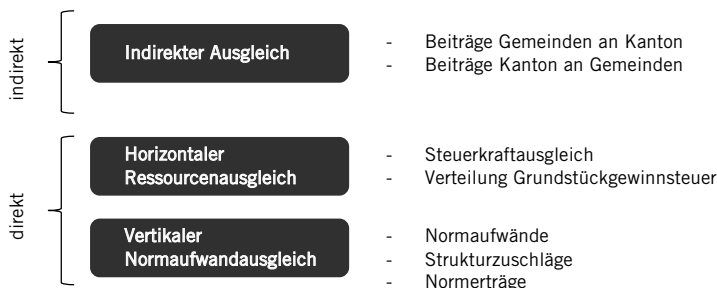 indirekt
Indirekter Ausgleich
- Beiträge Gemeinden an Kanton
- Beiträge Kanton an Gemeinden
direkt
Horizontaler
Ressourcenausgleich
- Steuerkraftausgleich
- Verteilung Grundstückgewinnsteuer
Vertikaler
Normaufwandausgleich
- Normaufwände
- Strukturzuschläge
- Normerträge